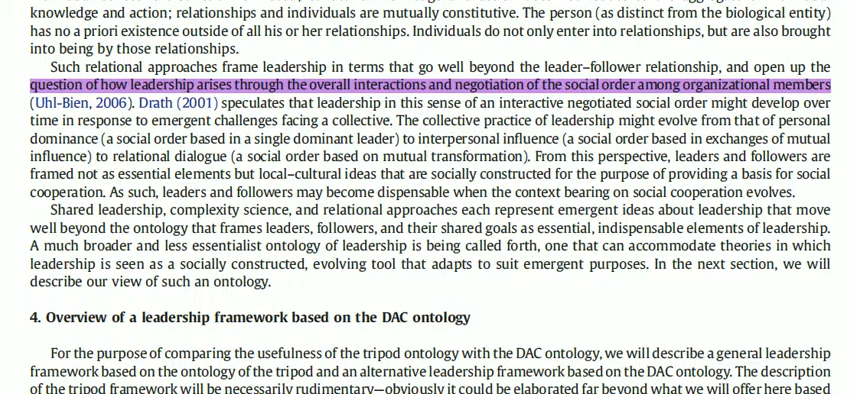 knowledge and action; relationships and individuals are mutually constitutive. The person (as distinct from the biological entity)
has no a priori existence outside of all his or her relationships. Individuals do not only enter into relationships, but are also brought
into being by those relationships.
Such relational approaches frame leadership in terms that go well beyond the leader–follower relationship, and open up the
question of how leadership arises through the overall interactions and negotiation of the social order among organizational members
(Uhl-Bien, 2006). Drath (2001) speculates that leadership in this sense of an interactive negotiated social order might develop over
time in response to emergent challenges facing a collective. The collective practice of leadership might evolve from that of personal
dominance (a social order based in a single dominant leader) to interpersonal influence (a social order based in exchanges of mutual
influence) to relational dialogue (a social order based on mutual transformation). From this perspective, leaders and followers are
framed not as essential elements but local–cultural ideas that are socially constructed for the purpose of providing a basis for social
cooperation. As such, leaders and followers may become dispensable when the context bearing on social cooperation evolves.
Shared leadership, complexity science, and relational approaches each represent emergent ideas about leadership that move
well beyond the ontology that frames leaders, followers, and their shared goals as essential, indispensable elements of leadership.
A much broader and less essentialist ontology of leadership is being called forth, one that can accommodate theories in which
leadership is seen as a socially constructed, evolving tool that adapts to suit emergent purposes. In the next section, we will
describe our view of such an ontology.
4. Overview of a leadership framework based on the DAC ontology
For the purpose of comparing the usefulness of the tripod ontology with the DAC ontology, we will describe a general leadership
framework based on the ontology of the tripod and an alternative leadership framework based on the DAC ontology. The description
of the tripod framework will be necessarily rudimentary—obviously it could be elaborated far beyond what we will offer here based